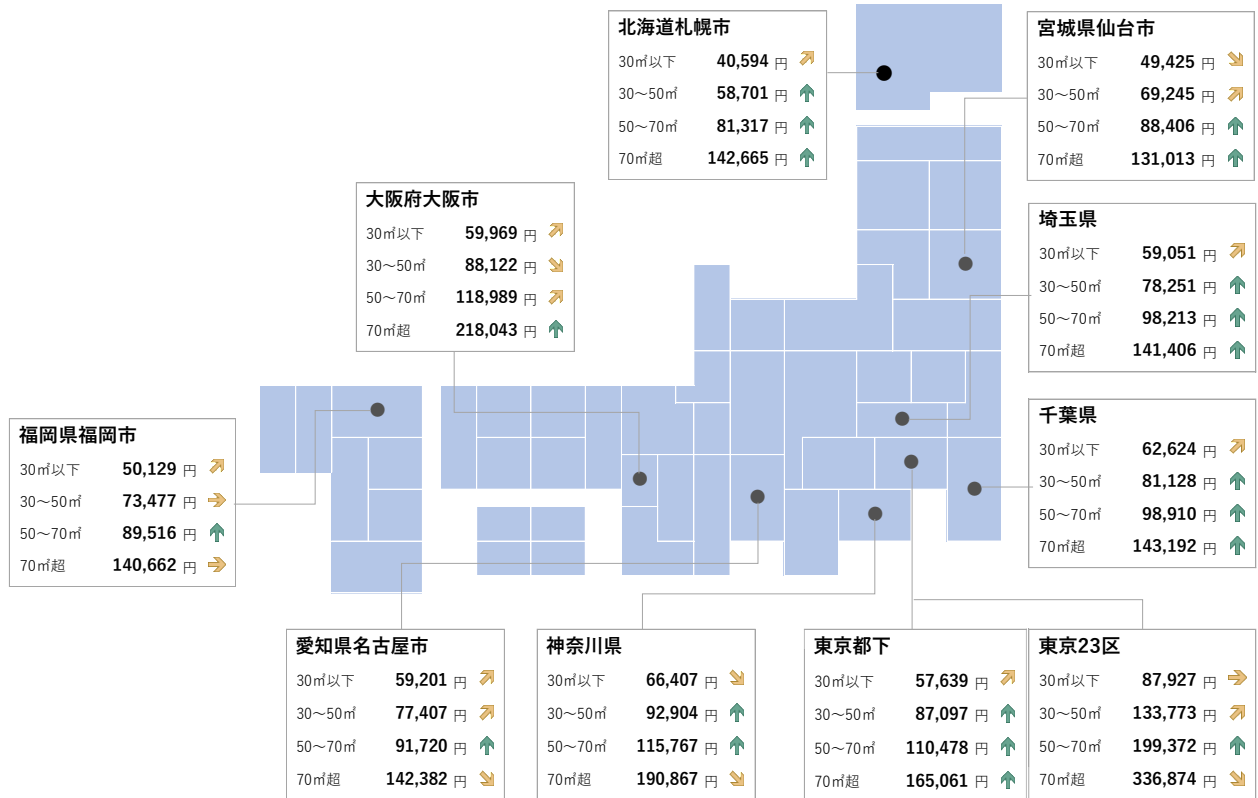 北海道札幌市
30㎡以下 40,594 円
30～50㎡ 58,701 円
50～70㎡ 81,317 円
70㎡超 142,665 円
宮城県仙台市
30㎡以下 49,425 円
30～50㎡ 69,245 円
50～70㎡ 88,406 円
70㎡超 131,013 円
大阪府大阪市
30㎡以下 59,969 円
30～50㎡ 88,122 円
50～70㎡ 118,989 円
70㎡超 218,043 円
埼玉県
30㎡以下 59,051 円
30～50㎡ 78,251 円
50～70㎡ 98,213 円
70㎡超 141,406 円
福岡県福岡市
30㎡以下 50,129 円
30～50㎡ 73,477 円
50～70㎡ 89,516 円
70㎡超 140,662 円
千葉県
30㎡以下 62,624 円
30～50㎡ 81,128 円
50～70㎡ 98,910 円
70㎡超 143,192 円
愛知県名古屋市
30㎡以下 59,201 円
30～50㎡ 77,407 円
50～70㎡ 91,720 円
70㎡超 142,382 円
神奈川県
30㎡以下 66,407 円
30～50㎡ 92,904 円
50～70㎡ 115,767 円
70㎡超 190,867 円
東京都下
30㎡以下 57,639 円
30～50㎡ 87,097 円
50～70㎡ 110,478 円
70㎡超 165,061 円
東京23区
30㎡以下 87,927 円
30～50㎡ 133,773 円
50～70㎡ 199,372 円
70㎡超 336,874 円